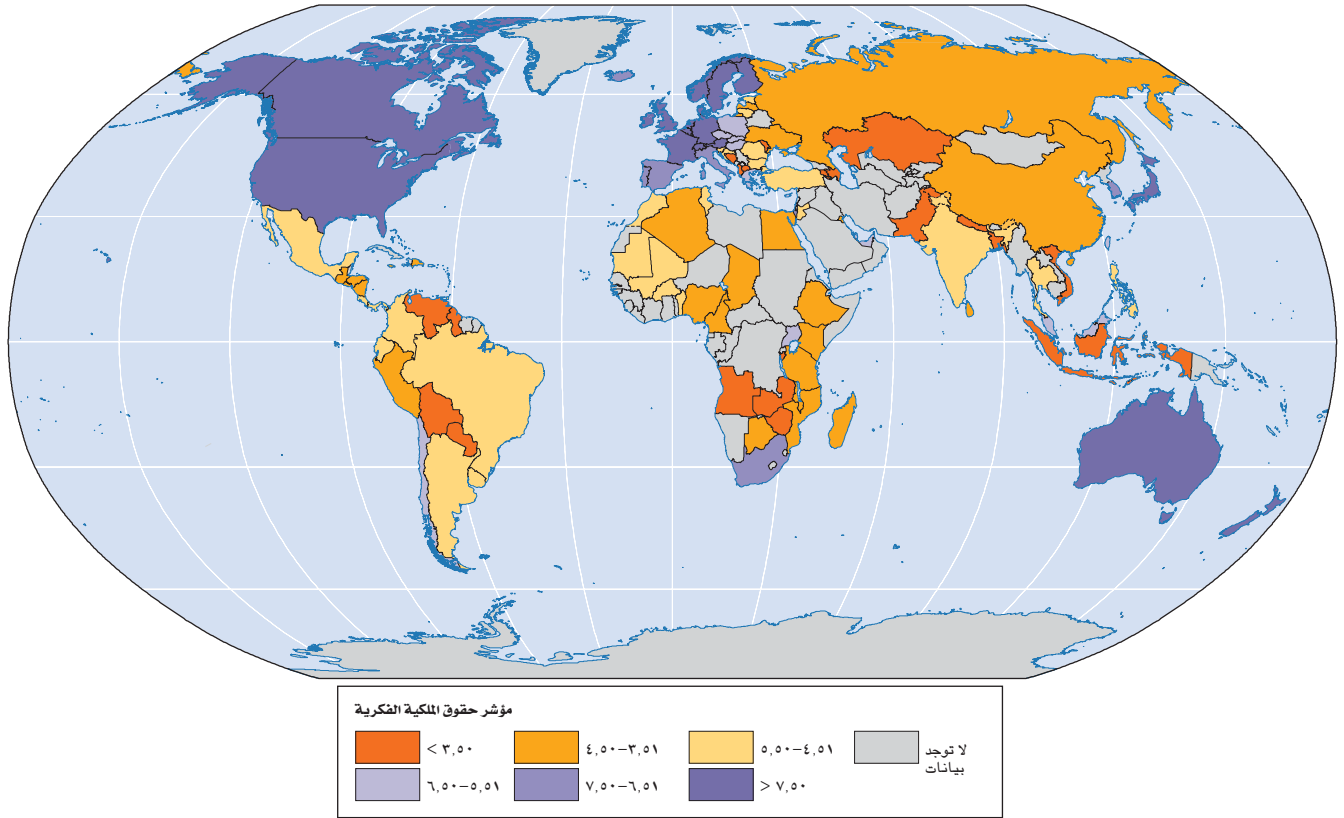 مؤشر حقوق الملكية الفكرية
< ٣,٥٠
٤,٥٠–٣,٥١
٥,٥٠–٤,٥١
لا توجد
بيانات
٦,٥٠–٥,٥١
٧,٥٠–٦,٥١
> ٧,٥٠